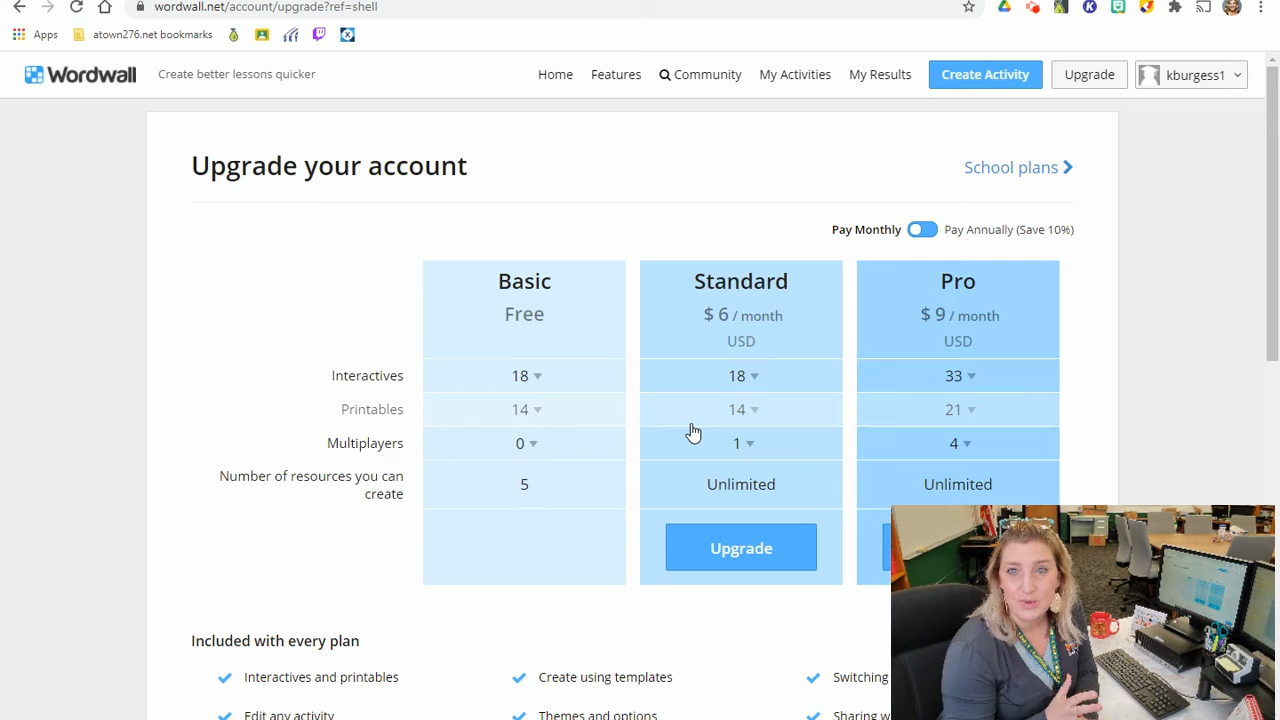 wordwall.net/account/upgrade?ref=shell
Apps atown276.net bookmarks
Wordwall Create better lessons quicker Home Features Community My Activities My Results Create Activity Upgrade kburgess1
Upgrade your account School plans
Pay Monthly Pay Annually (Save 10%)
Basic Standard Pro
Free $ 6 / month $ 9 / month
USD USD
Interactives 18 18 33
Printables 14 14 21
Multiplayers 0 1 4
Number of resources you can
create 5 Unlimited Unlimited
Upgrade
Included with every plan
Interactives and printables Create using templates Switching
Edit any activity Themes and options Sharing w